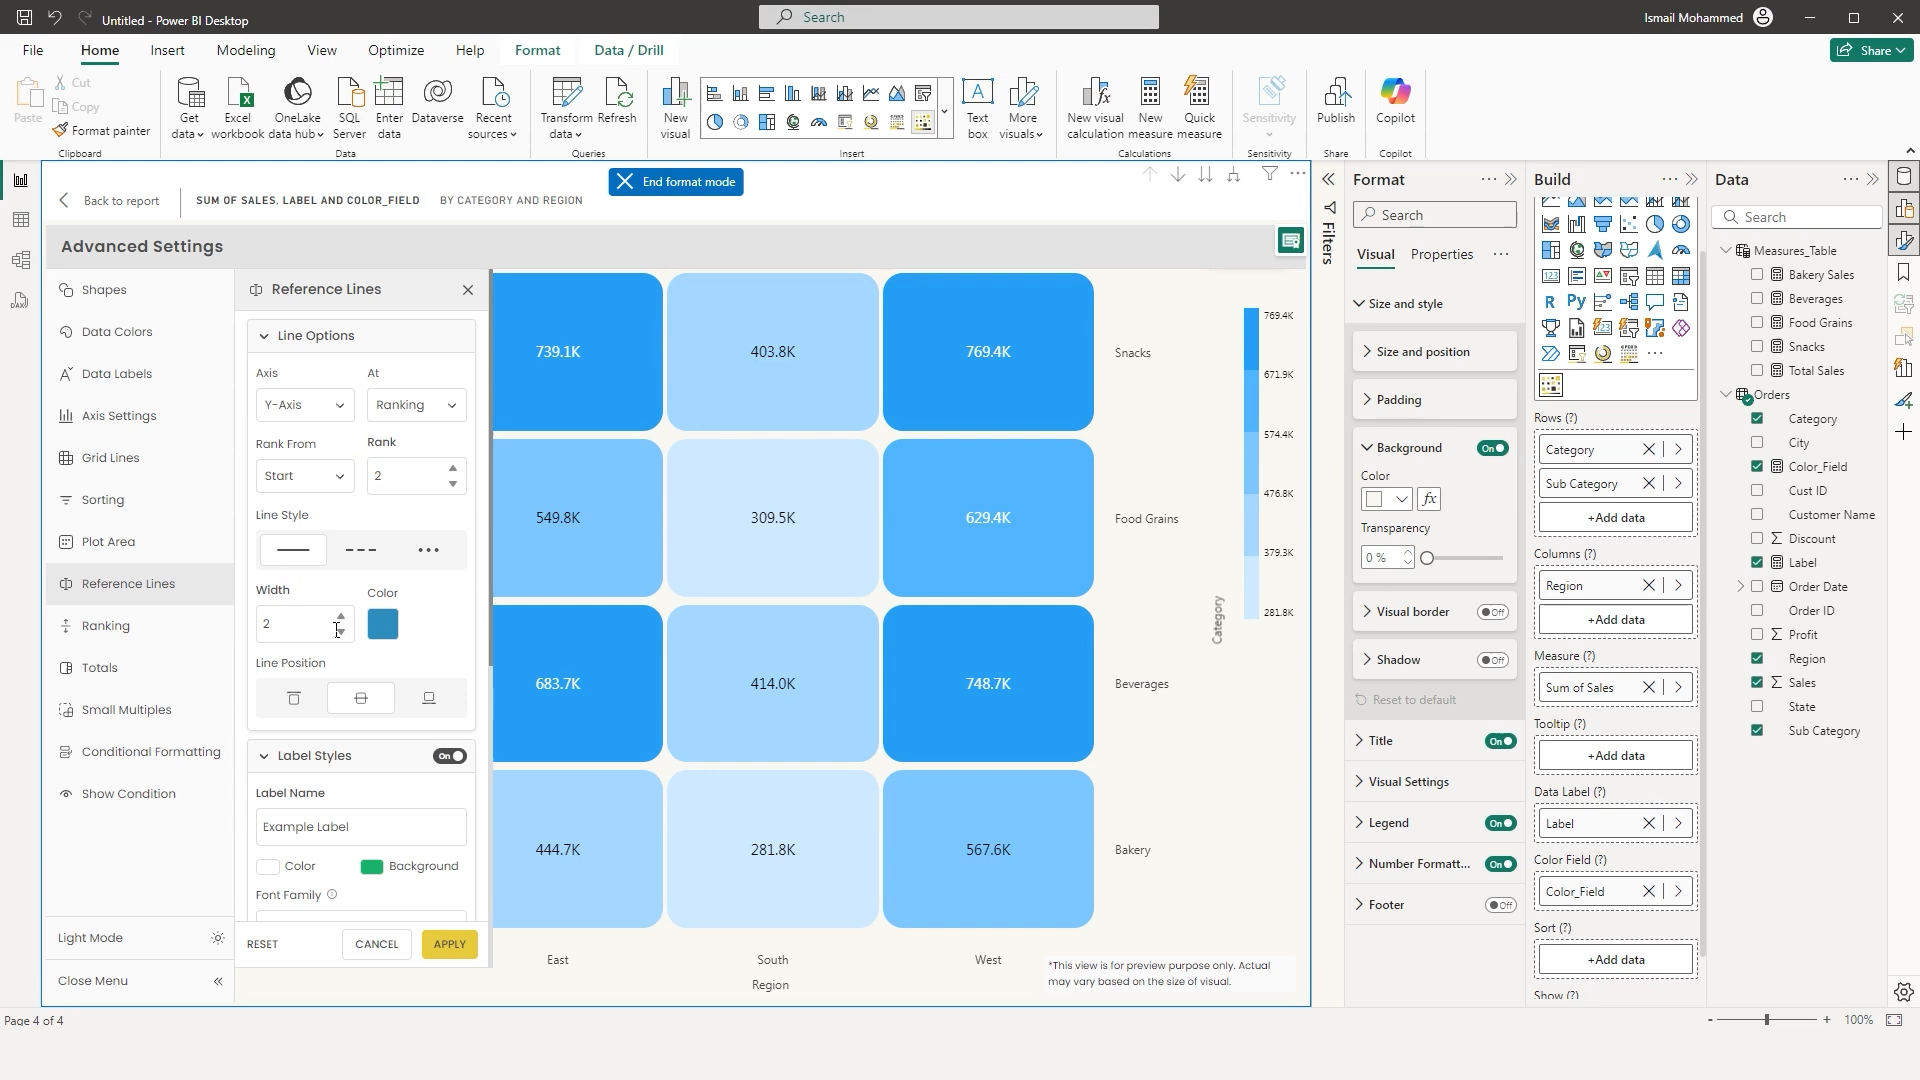 Untitled - Power BI Desktop
Search
Ismail Mohammed
File
Home
Insert
Modeling
View
Optimize
Help
Format
Data / Drill
Share
Paste
Cut
Copy
Format painter
Clipboard
Get data
Excel workbook
OneLake data hub
SQL Server
Enter data
Dataverse
Recent sources
Data
Transform data
Refresh
Queries
New visual
Text box
More visuals
Insert
New visual calculation
New measure
Quick measure
Calculations
Sensitivity
Sensitivity
Publish
Share
Copilot
Copilot
Back to report
SUM OF SALES, LABEL AND COLOR_FIELD
BY CATEGORY AND REGION
End format mode
Advanced Settings
Shapes
Data Colors
Data Labels
Axis Settings
Grid Lines
Sorting
Plot Area
Reference Lines
Ranking
Totals
Small Multiples
Conditional Formatting
Show Condition
Light Mode
Close Menu
Reference Lines
Line Options
Axis
At
Y-Axis
Ranking
Rank From
Rank
Start
2
Line Style
Width
Color
2
Line Position
Label Styles
On
Label Name
Example Label
Color
Background
Font Family
RESET
CANCEL
APPLY
739.1K
403.8K
769.4K
Snacks
549.8K
309.5K
629.4K
Food Grains
683.7K
414.0K
748.7K
Beverages
444.7K
281.8K
567.6K
Bakery
East
South
West
Region
Category
769.4K
671.9K
574.4K
476.8K
379.3K
281.8K
*This view is for preview purpose only. Actual
may vary based on the size of visual.
Filters
Format
Search
Visual
Properties
Size and style
Size and position
Padding
Background
On
Color
fx
Transparency
0 %
Visual border
Off
Shadow
Off
Reset to default
Title
On
Visual Settings
Legend
On
Number Formatt...
On
Footer
Off
Build
R
Py
123
Rows (?)
Category
Sub Category
+Add data
Columns (?)
Region
+Add data
Measure (?)
Sum of Sales
Tooltip (?)
+Add data
Data Label (?)
Label
Color Field (?)
Color_Field
Sort (?)
+Add data
Show (?)
Data
Search
Measures_Table
Bakery Sales
Beverages
Food Grains
Snacks
Total Sales
Orders
Category
City
Color_Field
Cust ID
Customer Name
Discount
Label
Order Date
Order ID
Profit
Region
Sales
State
Sub Category
DAX
Page 4 of 4
- + 100%